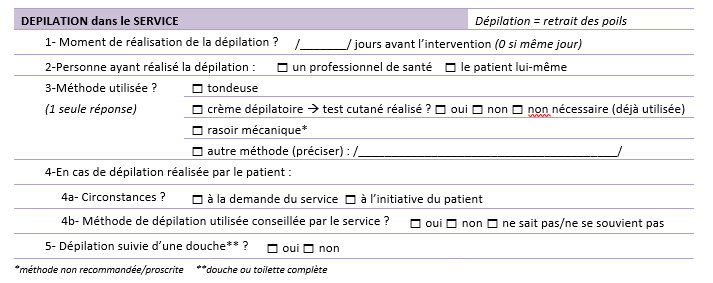 DEPILATION dans le SERVICE Dépilation = retrait des poils
1- Moment de réalisation de la dépilation ? /_______/ jours avant l'intervention (0 si même jour)
2-Personne ayant réalisé la dépilation : ☐ un professionnel de santé ☐ le patient lui-même
3-Méthode utilisée ? ☐ tondeuse
(1 seule réponse) ☐ crème dépilatoire → test cutané réalisé ? ☐ oui ☐ non ☐ non nécessaire (déjà utilisée)
☐ rasoir mécanique*
☐ autre méthode (préciser) : /________________________________________/
4-En cas de dépilation réalisée par le patient :
4a- Circonstances ? ☐ à la demande du service ☐ à l'initiative du patient
4b- Méthode de dépilation utilisée conseillée par le service ? ☐ oui ☐ non ☐ ne sait pas/ne se souvient pas
5- Dépilation suivie d'une douche** ? ☐ oui ☐ non
*méthode non recommandée/proscrite **douche ou toilette complète